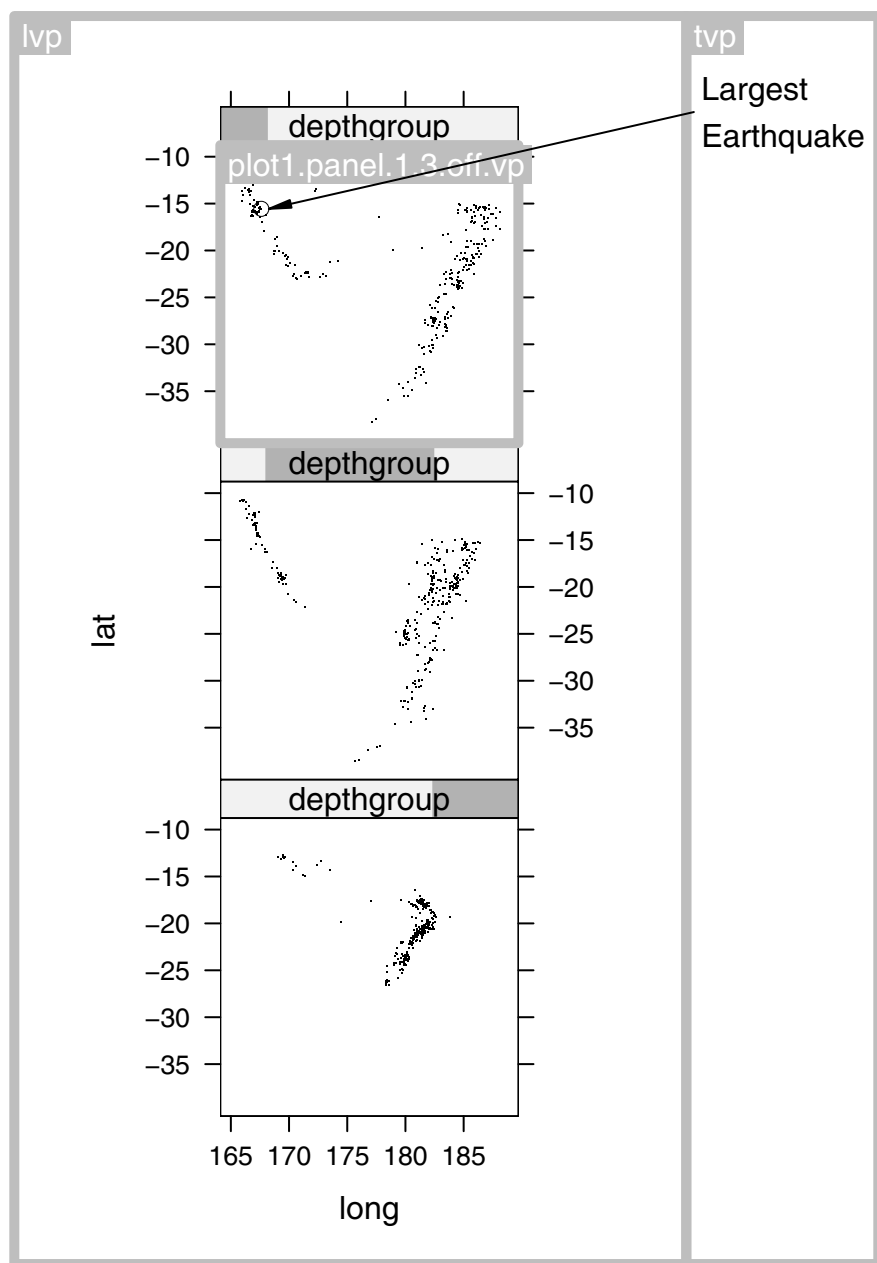 lvp
tvp
Largest
Earthquake
depthgroup
plot1.panel.1.3.off.vp
−10
−15
−20
−25
−30
−35
depthgroup
−10
−15
−20
−25
−30
−35
lat
depthgroup
−10
−15
−20
−25
−30
−35
165 170 175 180 185
long